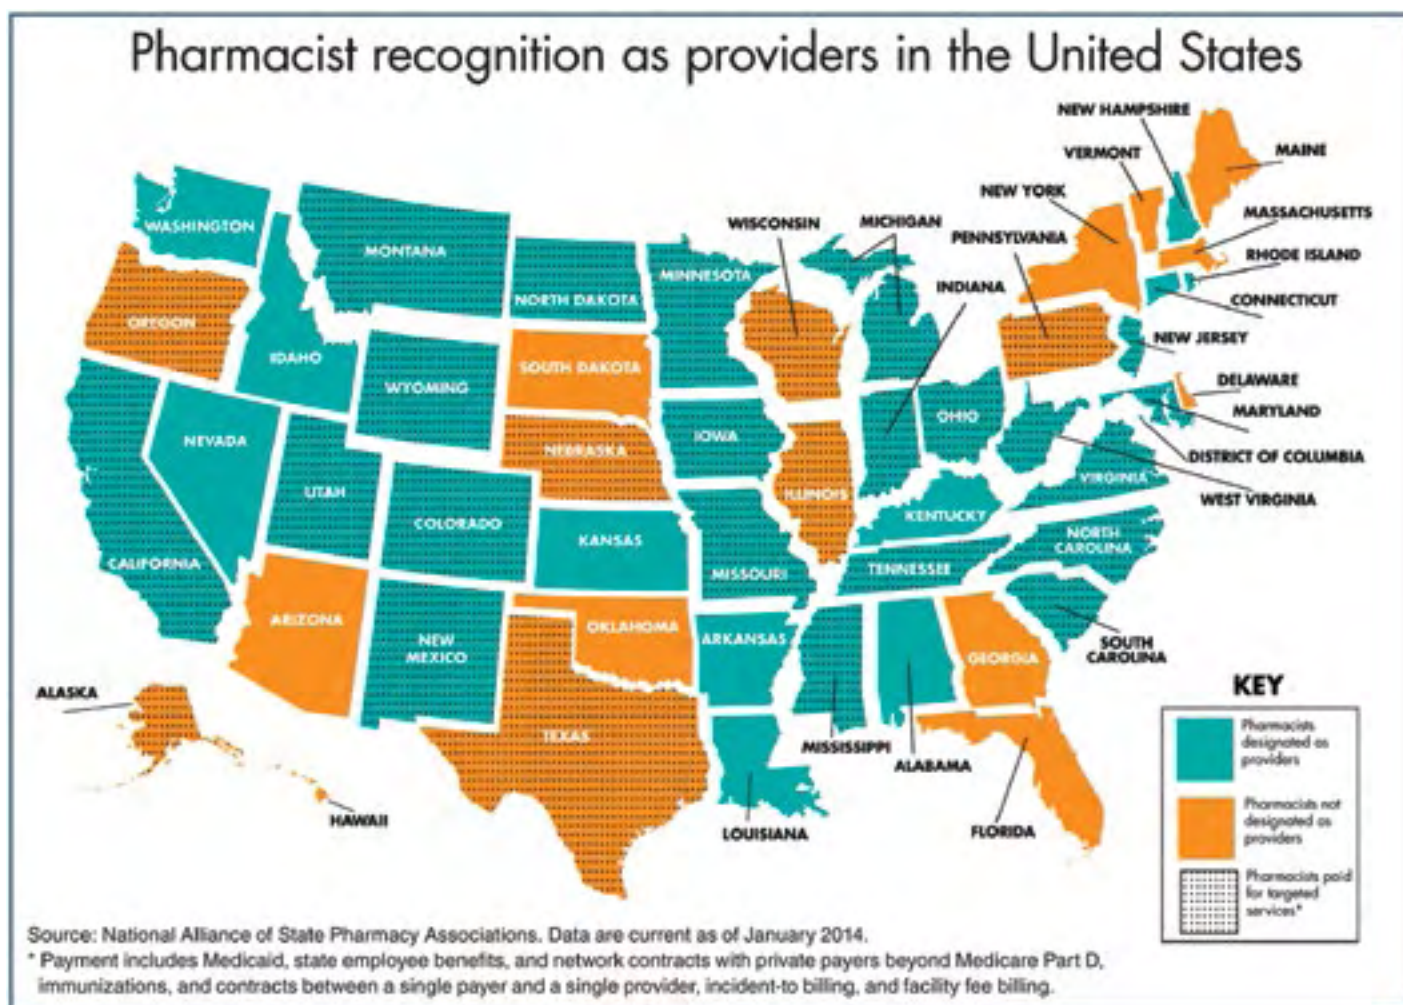 Pharmacist recognition as providers in the United States
NEW HAMPSHIRE
VERMONT
MAINE
NEW YORK
MASSACHUSETTS
WASHINGTON
MONTANA
WISCONSIN
MICHIGAN
PENNSYLVANIA
RHODE ISLAND
NORTH DAKOTA
MINNESOTA
INDIANA
CONNECTICUT
OREGON
IDAHO
NEW JERSEY
WYOMING
SOUTH DAKOTA
DELAWARE
MARYLAND
NEVADA
IOWA
OHIO
NEBRASKA
DISTRICT OF COLUMBIA
UTAH
ILLINOIS
VIRGINIA
WEST VIRGINIA
COLORADO
KANSAS
KENTUCKY
CALIFORNIA
MISSOURI
TENNESSEE
NORTH
CAROLINA
ARIZONA
NEW
MEXICO
OKLAHOMA
ARKANSAS
GEORGIA
SOUTH
CAROLINA
ALASKA
TEXAS
MISSISSIPPI
ALABAMA
HAWAII
LOUISIANA
FLORIDA
KEY
Pharmacists
designated as
providers
Pharmacists not
designated as
providers
Pharmacists paid
for targeted
services*
Source: National Alliance of State Pharmacy Associations. Data are current as of January 2014.
* Payment includes Medicaid, state employee benefits, and network contracts with private payers beyond Medicare Part D,
immunizations, and contracts between a single payer and a single provider, incident-to billing, and facility fee billing.